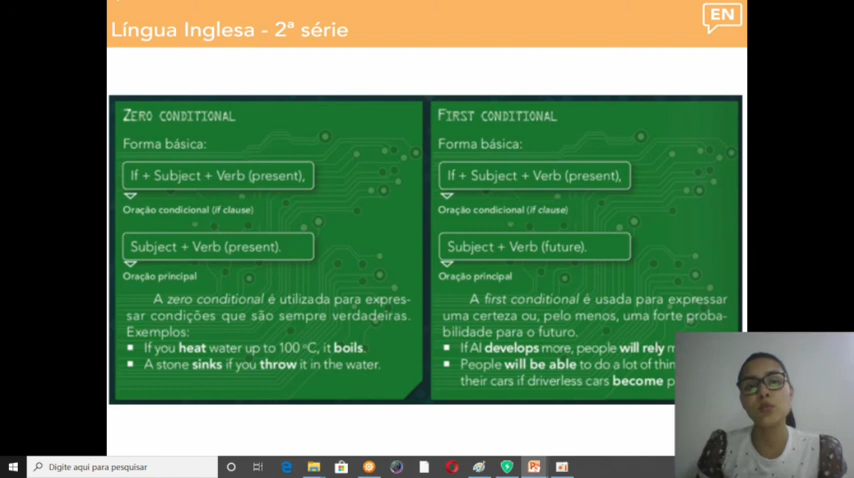 Língua Inglesa - 2ª série
EN
ZERO CONDITIONAL
Forma básica:
If + Subject + Verb (present),
Oração condicional (if clause)
Subject + Verb (present).
Oração principal
A zero conditional é utilizada para expres-
sar condições que são sempre verdadeiras.
Exemplos:
▪ If you heat water up to 100 ºC, it boils.
▪ A stone sinks if you throw it in the water.
FIRST CONDITIONAL
Forma básica:
If + Subject + Verb (present),
Oração condicional (if clause)
Subject + Verb (future).
Oração principal
A first conditional é usada para expressar
uma certeza ou, pelo menos, uma forte proba-
bilidade para o futuro.
▪ If AI develops more, people will rely
▪ People will be able to do a lot of
their cars if driverless cars become
Digite aqui para pesquisar